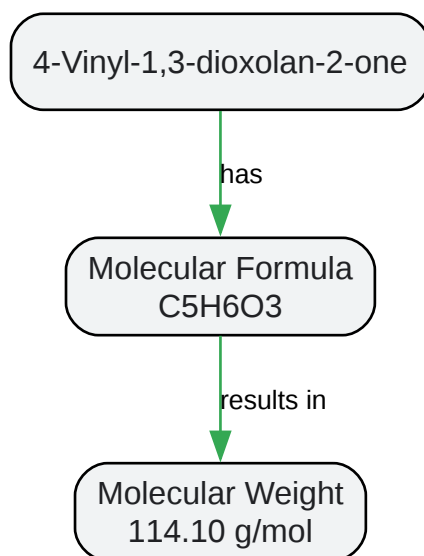 4-Vinyl-1,3-dioxolan-2-one
has
Molecular Formula
C5H6O3
results in
Molecular Weight
114.10 g/mol